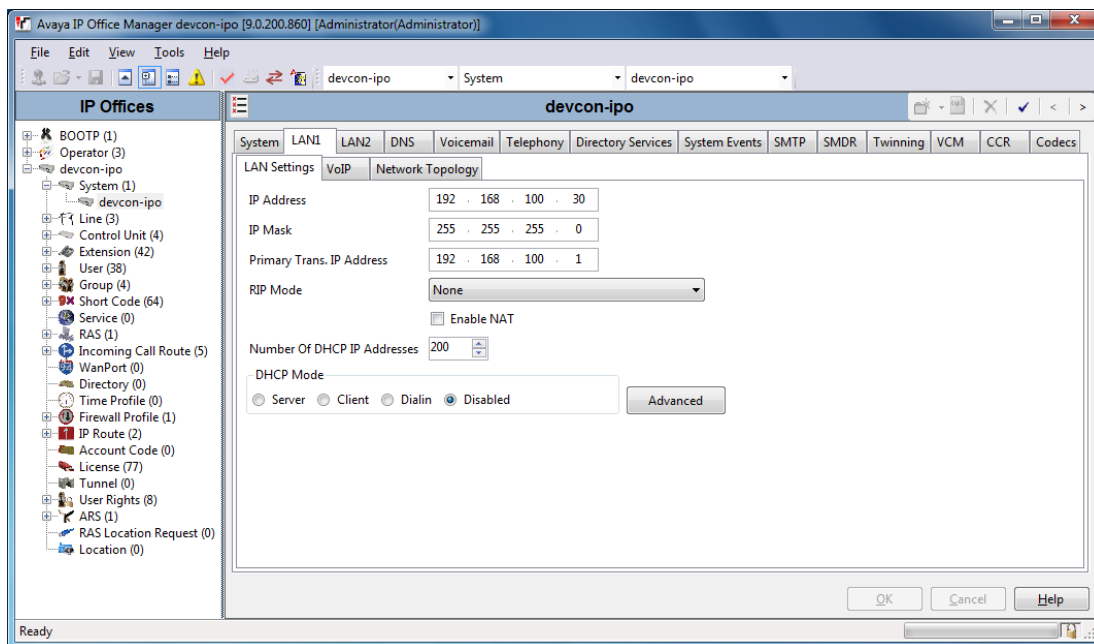 Avaya IP Office Manager devcon-ipo [9.0.200.860] [Administrator(Administrator)]
File Edit View Tools Help
devcon-ipo System devcon-ipo
IP Offices
devcon-ipo
BOOTP (1)
Operator (3)
devcon-ipo
System (1)
devcon-ipo
Line (3)
Control Unit (4)
Extension (42)
User (38)
Group (4)
Short Code (64)
Service (0)
RAS (1)
Incoming Call Route (5)
WanPort (0)
Directory (0)
Time Profile (0)
Firewall Profile (1)
IP Route (2)
Account Code (0)
License (77)
Tunnel (0)
User Rights (8)
ARS (1)
RAS Location Request (0)
Location (0)
System LAN1 LAN2 DNS Voicemail Telephony Directory Services System Events SMTP SMDR Twinning VCM CCR Codecs
LAN Settings VoIP Network Topology
IP Address 192 . 168 . 100 . 30
IP Mask 255 . 255 . 255 . 0
Primary Trans. IP Address 192 . 168 . 100 . 1
RIP Mode None
Enable NAT
Number Of DHCP IP Addresses 200
DHCP Mode
Server Client Dialin Disabled Advanced
OK Cancel Help
Ready